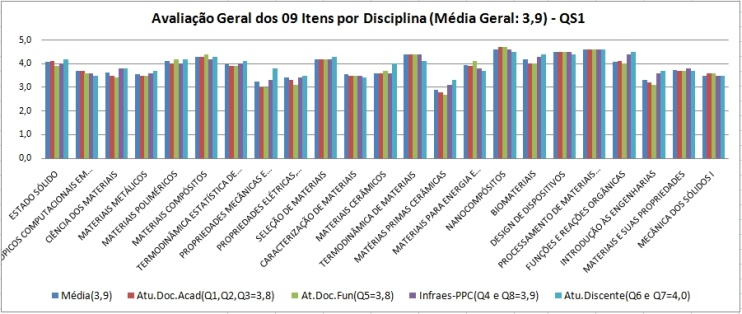 Avaliação Geral dos 09 Itens por Disciplina (Média Geral: 3,9) - QS1
5,0
4,0
3,0
2,0
1,0
0,0
ESTADO SÓLIDO
ÓPICOS COMPUTACIONAIS EM...
CIÊNCIA DOS MATERIAIS
MATERIAIS METÁLICOS
MATERIAIS POLIMÉRICOS
MATERIAIS COMPÓSITOS
TERMODINÂMICA ESTATÍSTICA DE...
PROPRIEDADES MECÂNICAS E...
PROPRIEDADES ELÉTRICAS,...
SELEÇÃO DE MATERIAIS
CARACTERIZAÇÃO DE MATERIAIS
MATERIAIS CERÂMICOS
TERMODINÂMICA DE MATERIAIS
MATÉRIAS PRIMAS CERÂMICAS
MATERIAIS PARA ENERGIA E...
NANOCOMPÓSITOS
BIOMATERIAIS
DESIGN DE DISPOSITIVOS
PROCESSAMENTO DE MATERIAIS...
FUNÇÕES E REAÇÕES ORGÂNICAS
INTRODUÇÃO ÀS ENGENHARIAS
MATERIAIS E SUAS PROPRIEDADES
MECÂNICA DOS SÓLIDOS I
Média(3,9) Atu.Doc.Acad(Q1,Q2,Q3=3,8) At.Doc.Fun(Q5=3,8) Infraes-PPC(Q4 e Q8=3,9) Atu.Discente(Q6 e Q7=4,0)